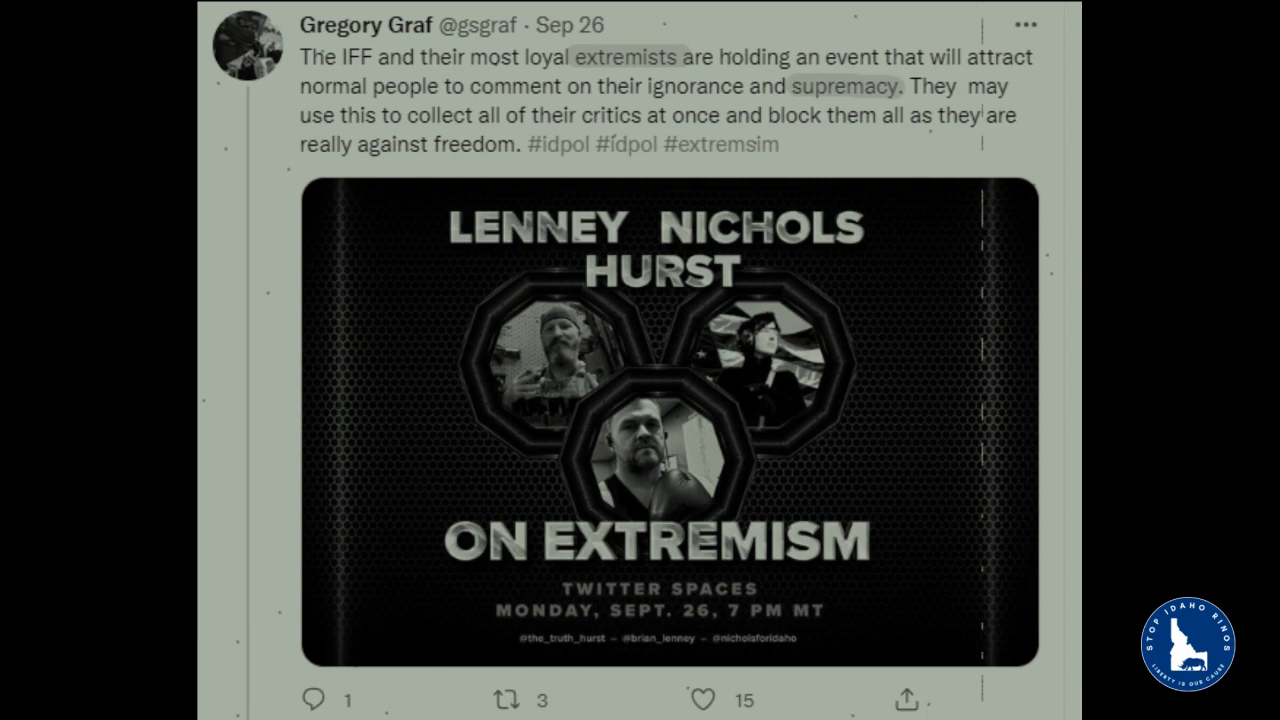 Gregory Graf @gsgraf · Sep 26
The IFF and their most loyal extremists are holding an event that will attract
normal people to comment on their ignorance and supremacy. They may
use this to collect all of their critics at once and block them all as they are
really against freedom. #idpol #idpol #extremsim
LENNEY NICHOLS
HURST
ON EXTREMISM
TWITTER SPACES
MONDAY, SEPT. 26, 7 PM MT
@the_truth_hurst – @brian_lenney – @nicholsforidaho
1 3 15
STOP IDAHO RINOS
LIBERTY IS OUR CAUSE